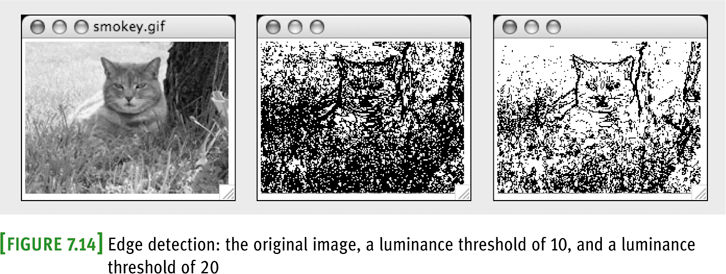 smokey.gif
[FIGURE 7.14] Edge detection: the original image, a luminance threshold of 10, and a luminance
threshold of 20